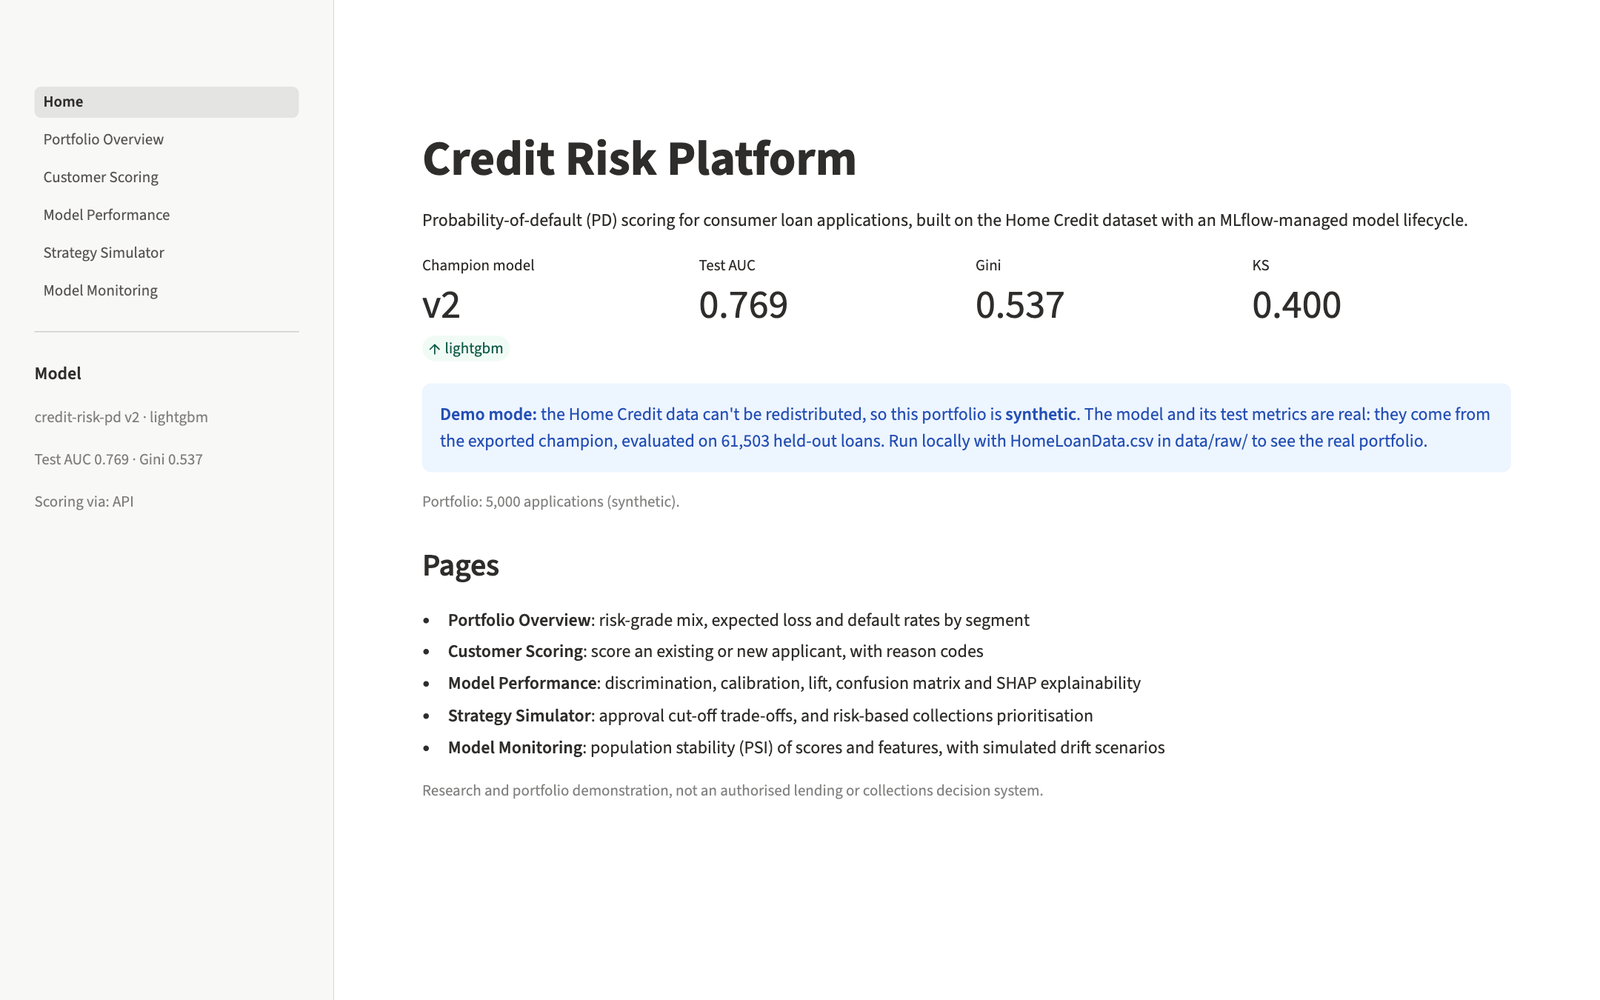 Home
Portfolio Overview
Customer Scoring
Model Performance
Strategy Simulator
Model Monitoring
Model
credit-risk-pd v2 · lightgbm
Test AUC 0.769 · Gini 0.537
Scoring via: API
Credit Risk Platform
Probability-of-default (PD) scoring for consumer loan applications, built on the Home Credit dataset with an MLflow-managed model lifecycle.
Champion model
v2
↑ lightgbm
Test AUC
0.769
Gini
0.537
KS
0.400
Demo mode: the Home Credit data can't be redistributed, so this portfolio is synthetic. The model and its test metrics are real: they come from
the exported champion, evaluated on 61,503 held-out loans. Run locally with HomeLoanData.csv in data/raw/ to see the real portfolio.
Portfolio: 5,000 applications (synthetic).
Pages
• Portfolio Overview: risk-grade mix, expected loss and default rates by segment
• Customer Scoring: score an existing or new applicant, with reason codes
• Model Performance: discrimination, calibration, lift, confusion matrix and SHAP explainability
• Strategy Simulator: approval cut-off trade-offs, and risk-based collections prioritisation
• Model Monitoring: population stability (PSI) of scores and features, with simulated drift scenarios
Research and portfolio demonstration, not an authorised lending or collections decision system.